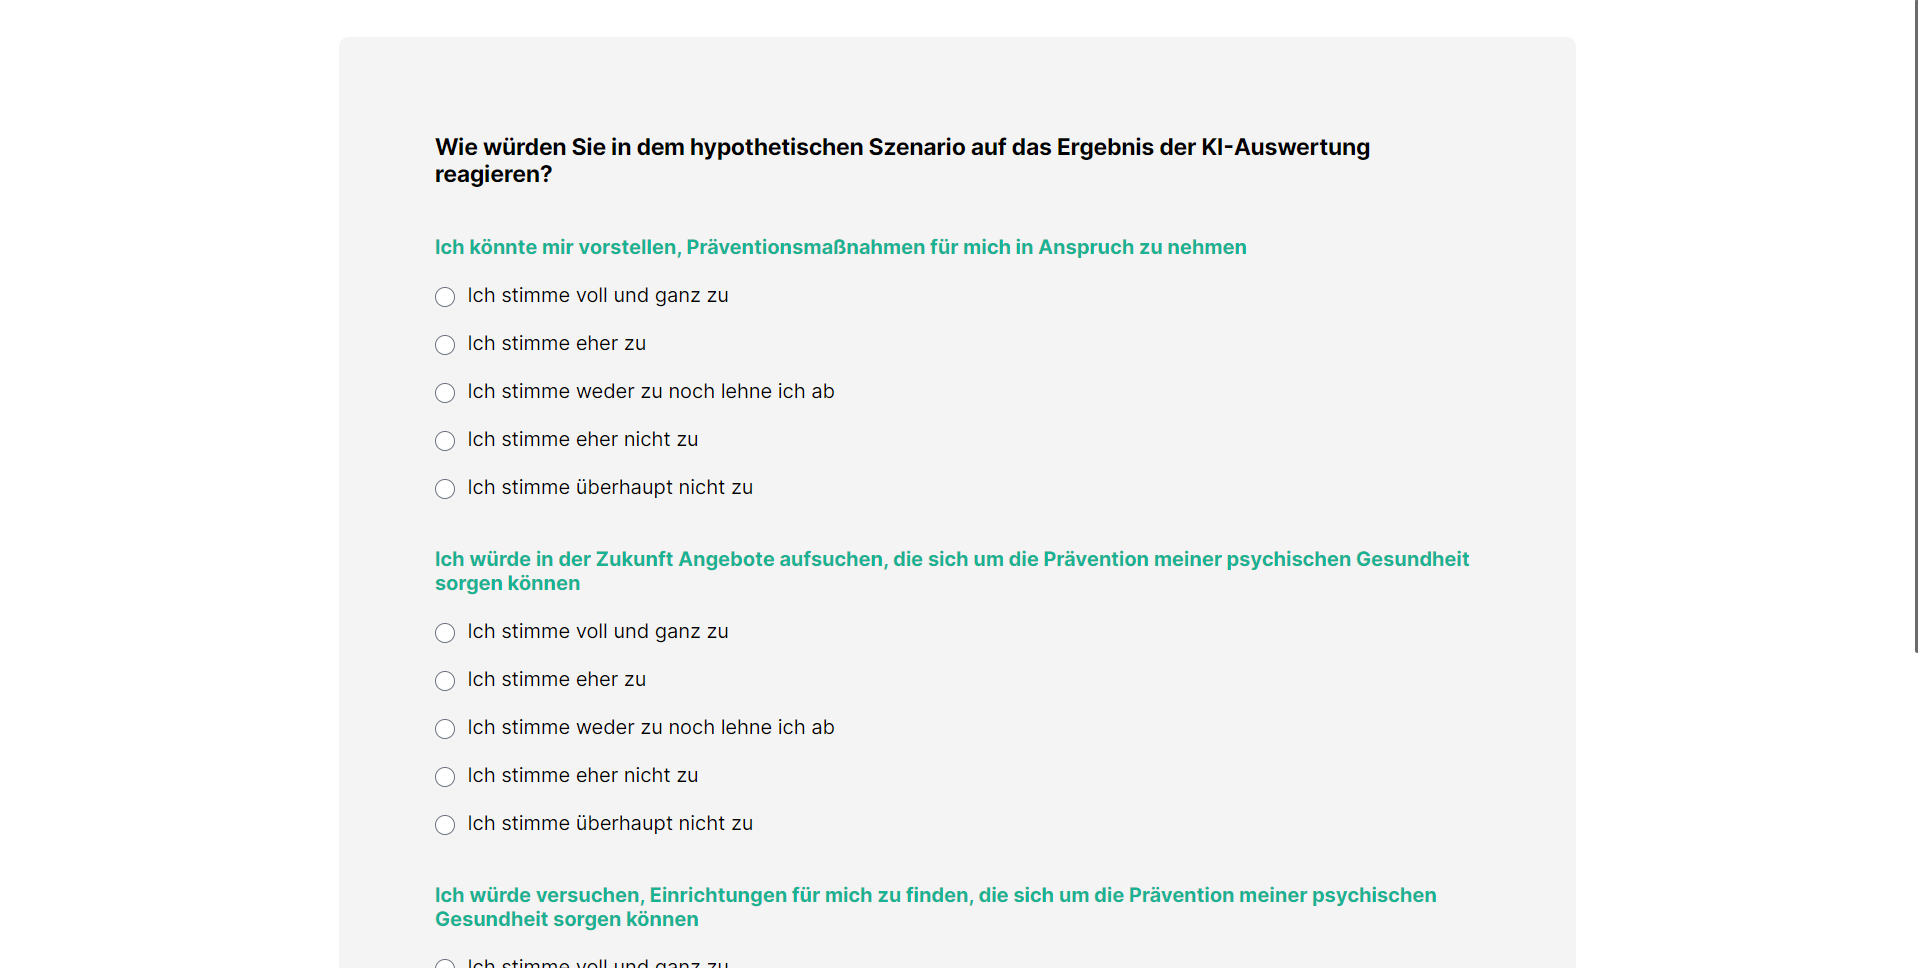 Wie würden Sie in dem hypothetischen Szenario auf das Ergebnis der KI-Auswertung
reagieren?
Ich könnte mir vorstellen, Präventionsmaßnahmen für mich in Anspruch zu nehmen
Ich stimme voll und ganz zu
Ich stimme eher zu
Ich stimme weder zu noch lehne ich ab
Ich stimme eher nicht zu
Ich stimme überhaupt nicht zu
Ich würde in der Zukunft Angebote aufsuchen, die sich um die Prävention meiner psychischen Gesundheit
sorgen können
Ich stimme voll und ganz zu
Ich stimme eher zu
Ich stimme weder zu noch lehne ich ab
Ich stimme eher nicht zu
Ich stimme überhaupt nicht zu
Ich würde versuchen, Einrichtungen für mich zu finden, die sich um die Prävention meiner psychischen
Gesundheit sorgen können
Ich stimme voll und ganz zu